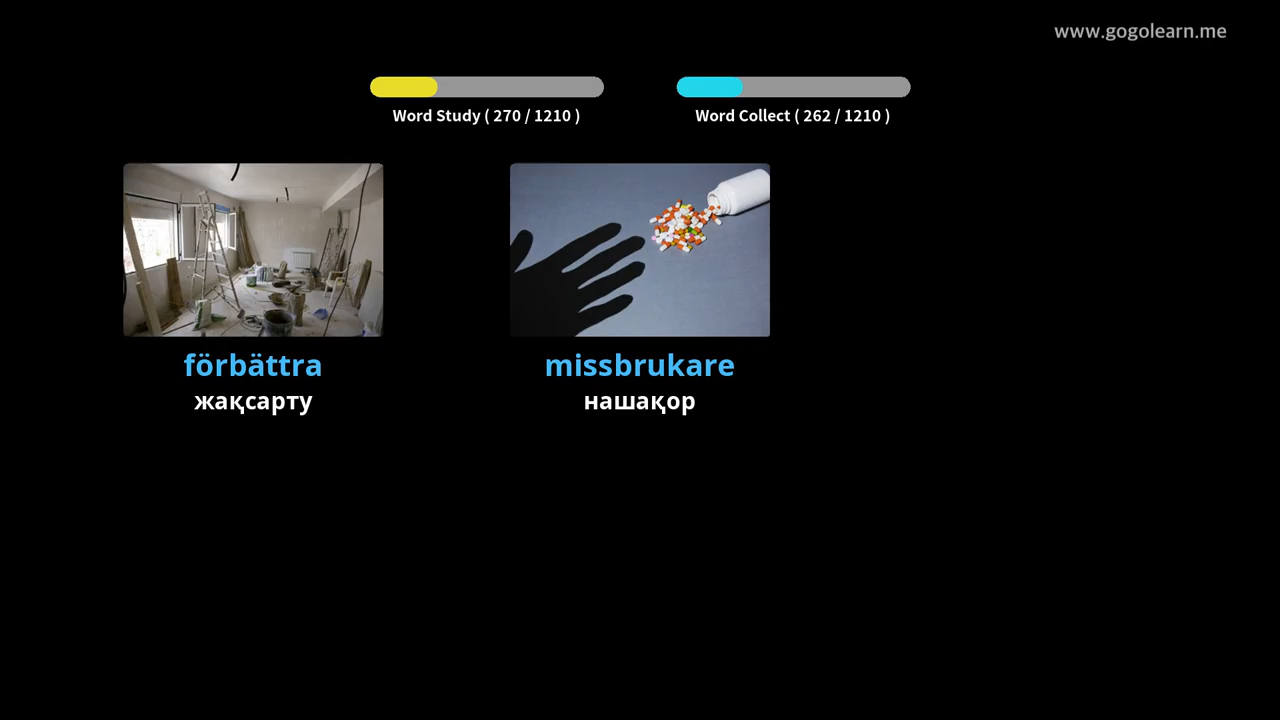 www.gogolearn.me
Word Study ( 270 / 1210 )
Word Collect ( 262 / 1210 )
förbättra
жақсарту
missbrukare
нашақор